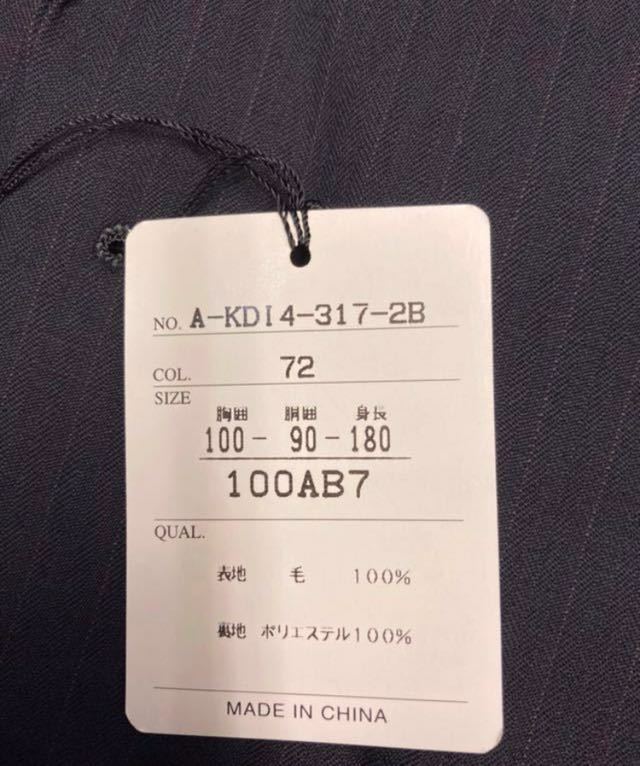 NO. A-KDI4-317-2B
COL. 72
SIZE
胸囲 胴囲 身長
100- 90-180
100AB7
QUAL.
表地 毛 100%
裏地 ポリエステル100%
MADE IN CHINA